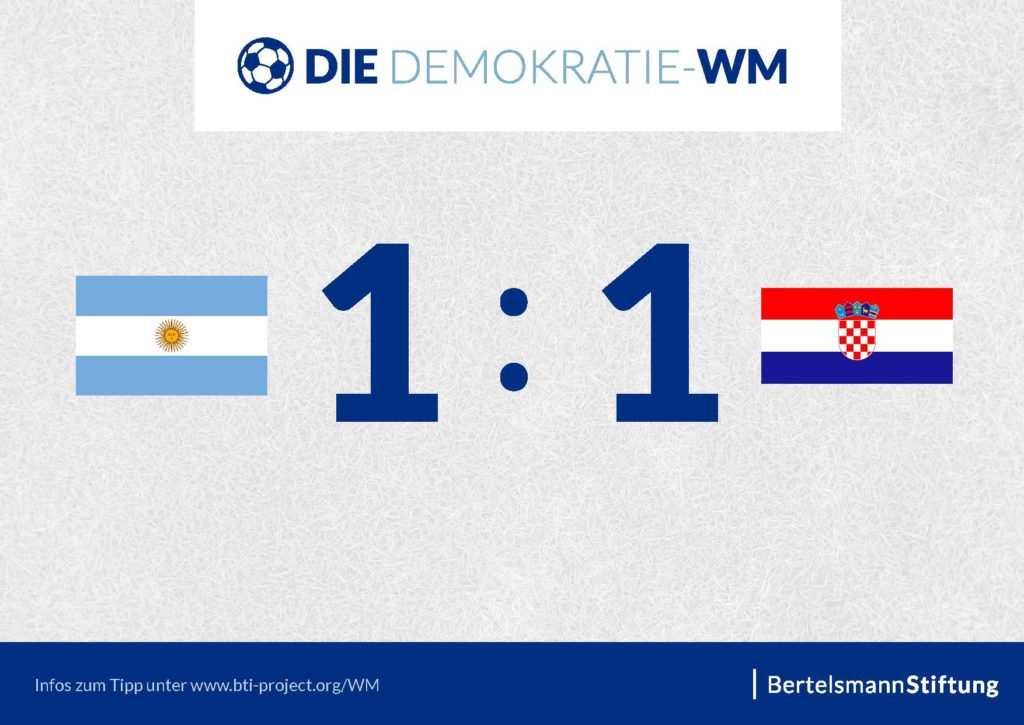 DIE DEMOKRATIE-WM
1 : 1
Infos zum Tipp unter www.bti-project.org/WM
BertelsmannStiftung